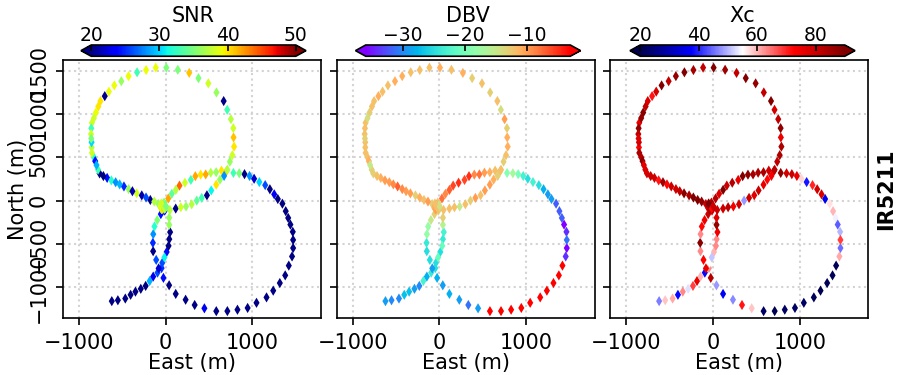 SNR
DBV
Xc
20 30 40 50
−30 −20 −10
20 40 60 80
North (m)
1500
1000
500
0
−500
−1000
IR5211
−1000 0 1000
−1000 0 1000
−1000 0 1000
East (m)
East (m)
East (m)